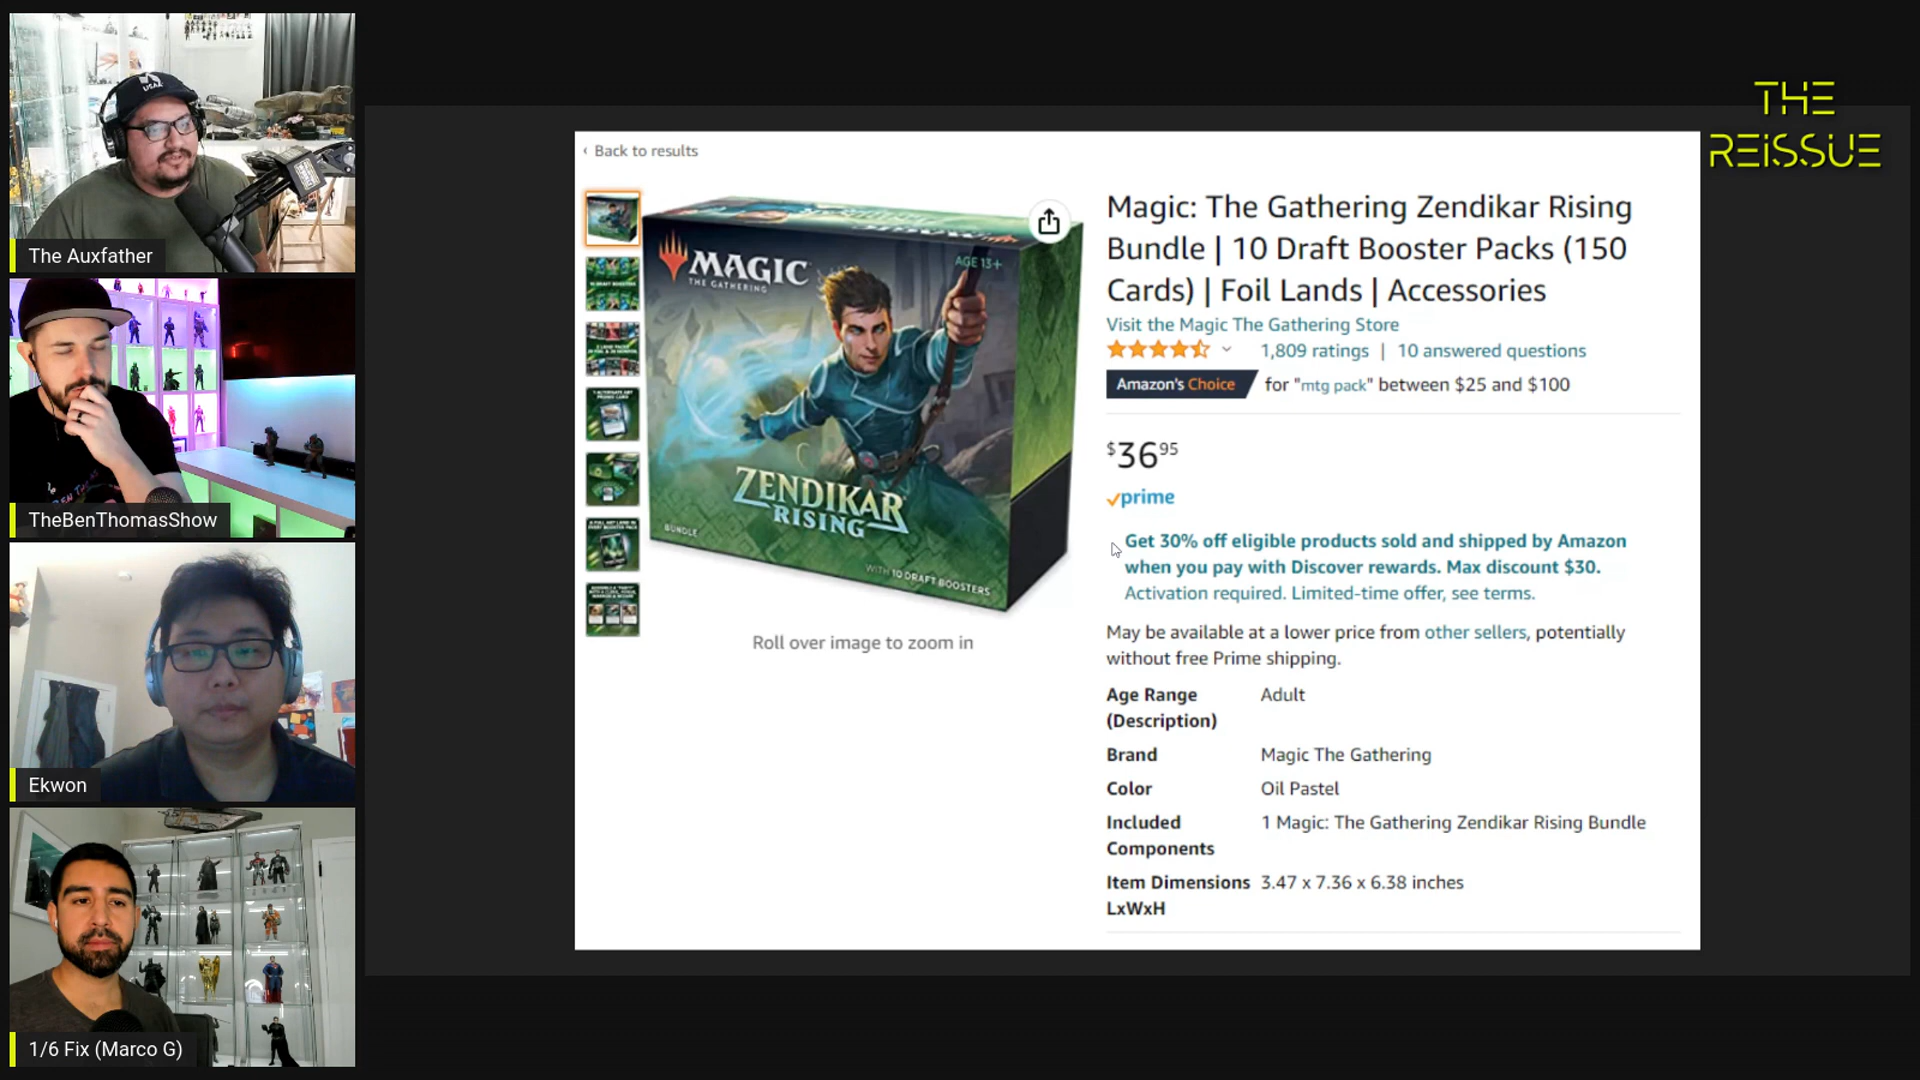 THE
REISSUE
USAF
The Auxfather
TheBenThomasShow
Ekwon
1/6 Fix (Marco G)
‹ Back to results
MAGIC
THE GATHERING
AGE 13+
ZENDIKAR
RISING
BUNDLE
WITH 10 DRAFT BOOSTERS
Roll over image to zoom in
Magic: The Gathering Zendikar Rising
Bundle | 10 Draft Booster Packs (150
Cards) | Foil Lands | Accessories
Visit the Magic The Gathering Store
1,809 ratings | 10 answered questions
Amazon's Choice for "mtg pack" between $25 and $100
$36 95
prime
Get 30% off eligible products sold and shipped by Amazon
when you pay with Discover rewards. Max discount $30.
Activation required. Limited-time offer, see terms.
May be available at a lower price from other sellers, potentially
without free Prime shipping.
Age Range Adult
(Description)
Brand Magic The Gathering
Color Oil Pastel
Included 1 Magic: The Gathering Zendikar Rising Bundle
Components
Item Dimensions 3.47 x 7.36 x 6.38 inches
LxWxH